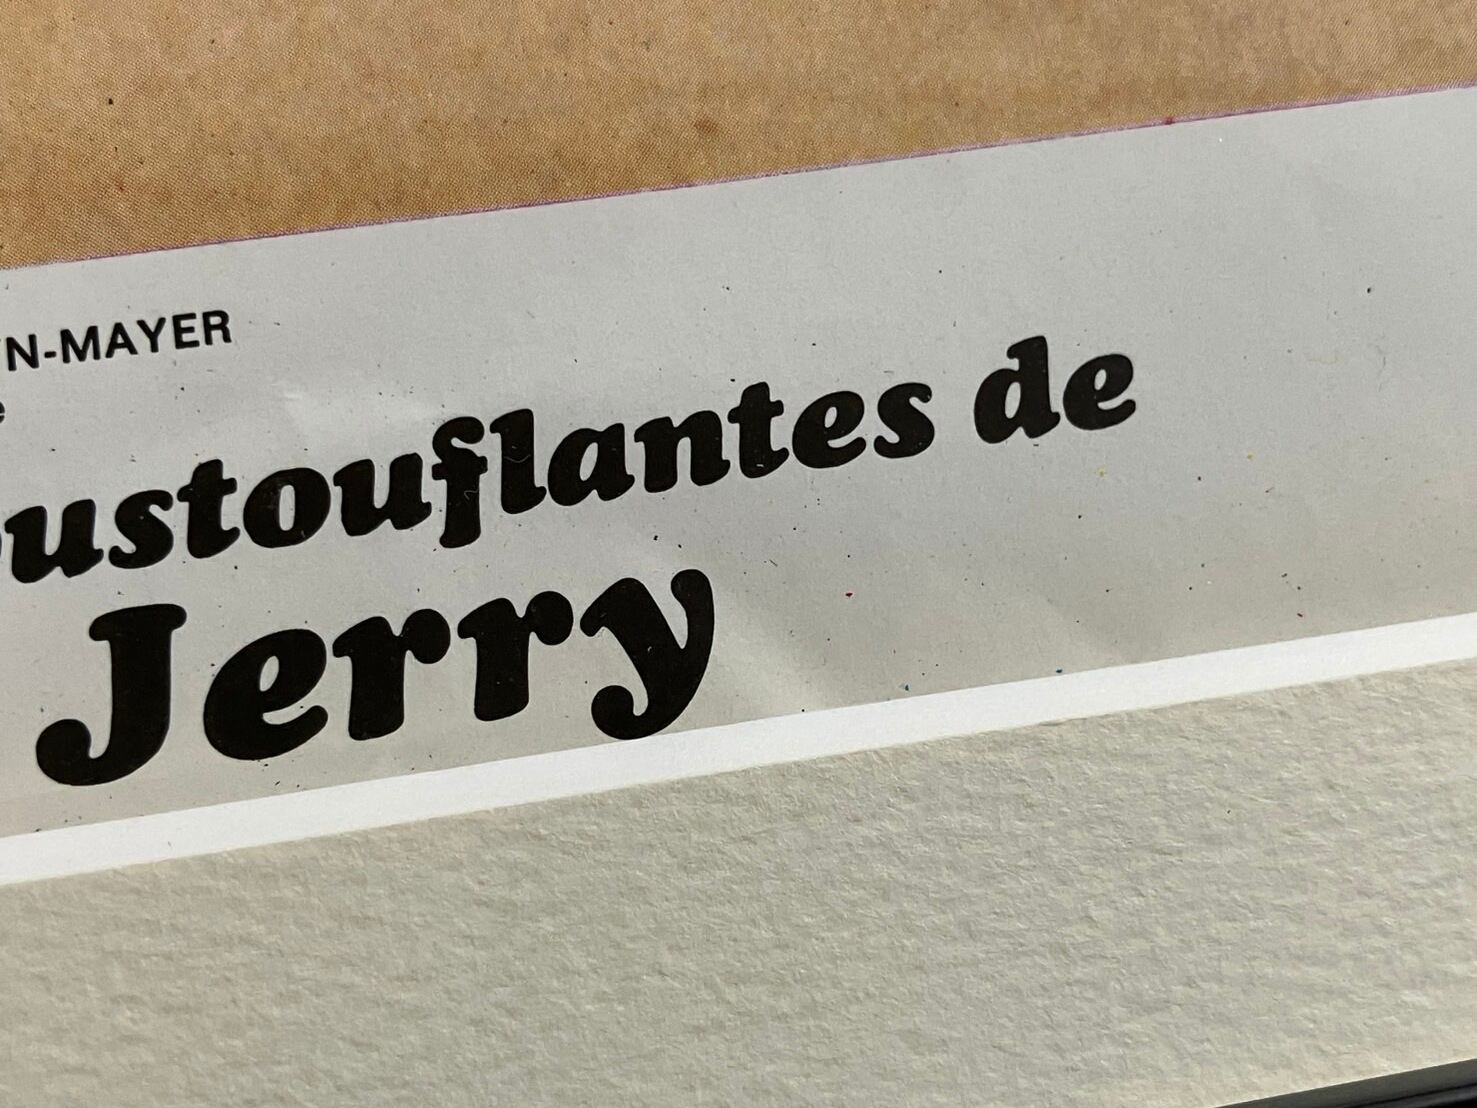 N-MAYER
oustouflantes de
Jerry